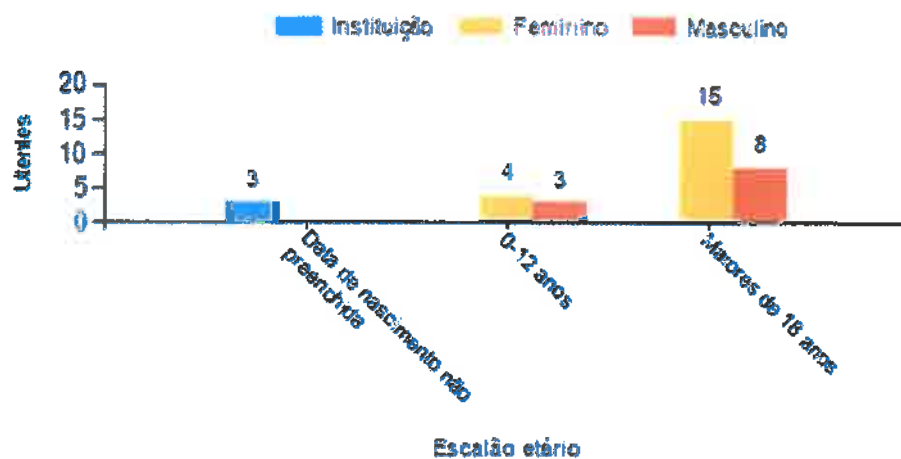 Instituição Feminino Masculino
Utentes
20
15
10
5
0
3
4
3
15
8
Data de nascimento não
preenchida
0-12 anos
Maiores de 18 anos
Escalão etário